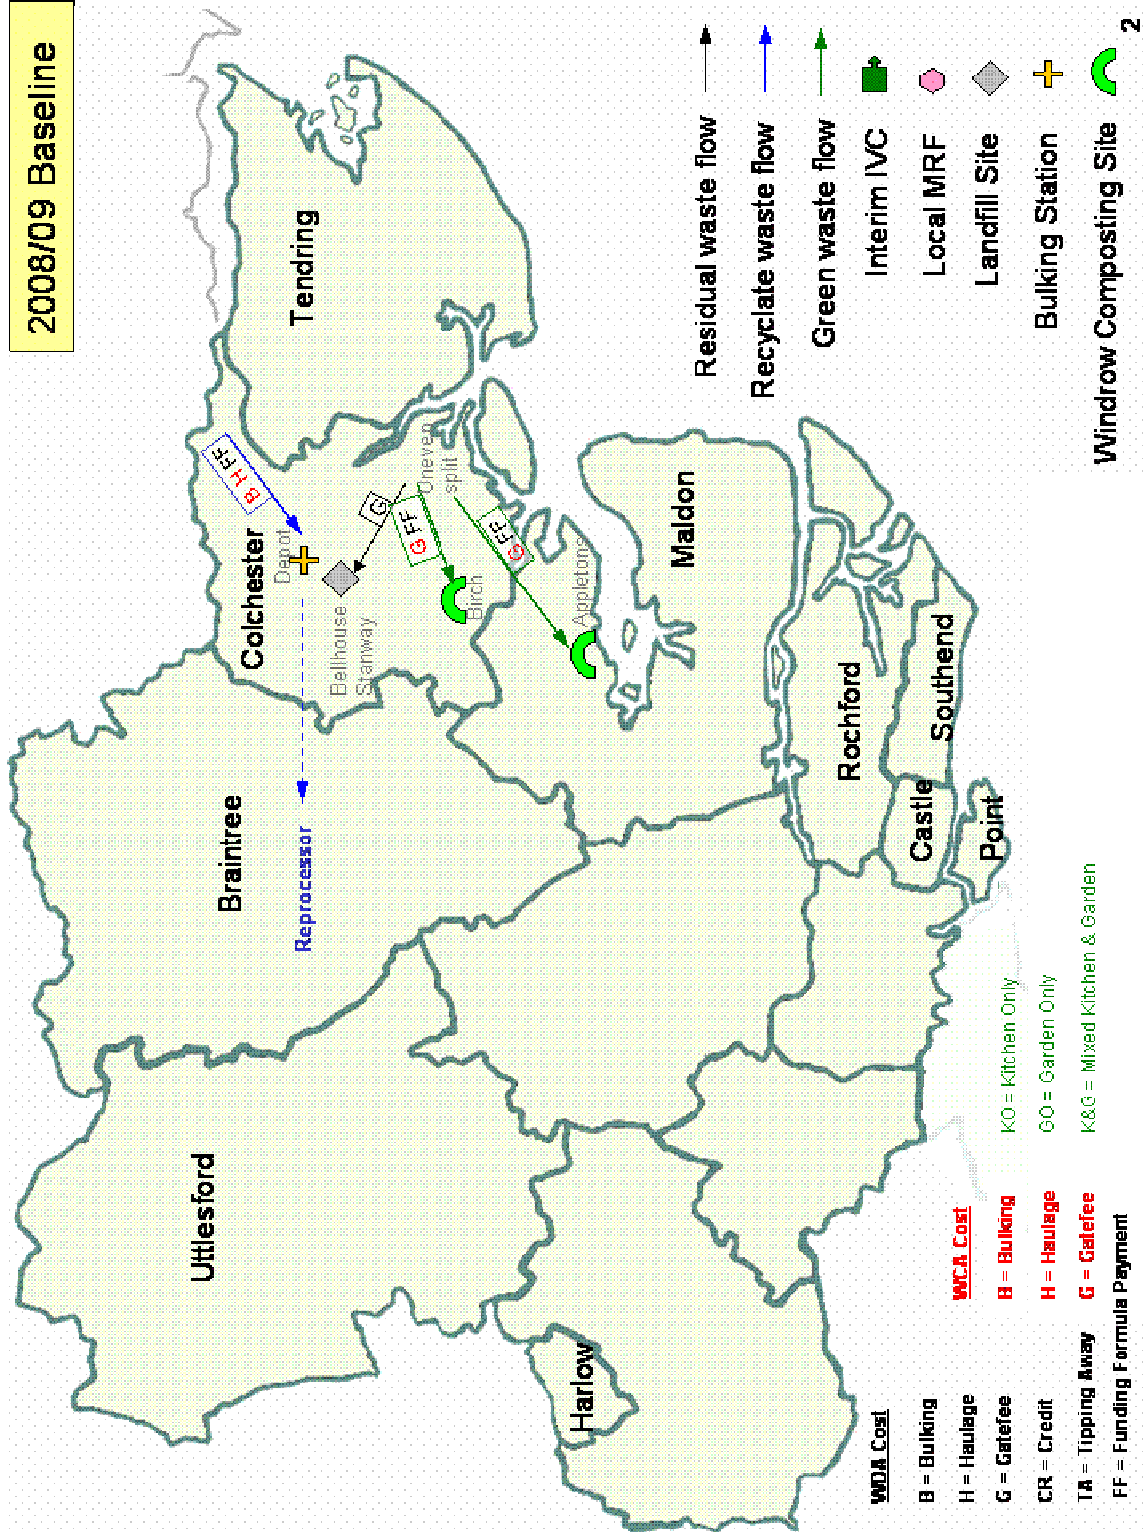 2008/09 Baseline
Uttlesford
Braintree
Colchester
Tendring
B H FF
Depot
Reprocessor
Bellhouse
Stanway
G
Uneven
split
G FF
Birch
G FF
Appletons
Harlow
Maldon
Rochford
Southend
Castle
Point
Residual waste flow
Recyclate waste flow
Green waste flow
Interim IVC
Local MRF
Landfill Site
Bulking Station
Windrow Composting Site
WDA Cost
B = Bulking
H = Haulage
G = Gatefee
CR = Credit
TA = Tipping Away
FF = Funding Formula Payment
WCA Cost
B = Bulking
H = Haulage
G = Gatefee
KO = Kitchen Only
GO = Garden Only
K&G = Mixed Kitchen & Garden
2